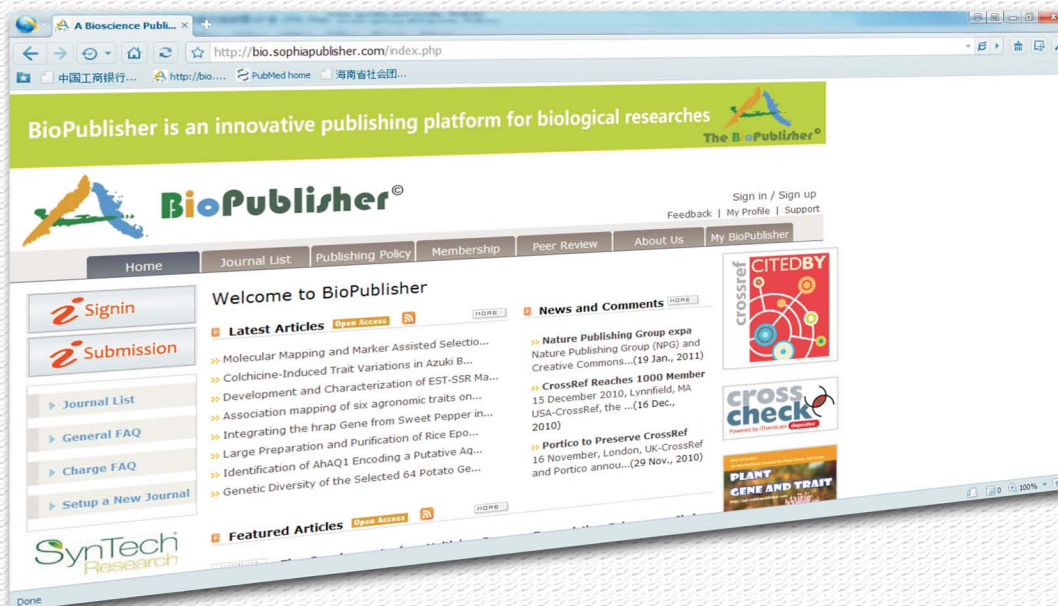 A Bioscience Publi...
http://bio.sophiapublisher.com/index.php
中国工商银行...
http://bio....
PubMed home
海南省社会团...
BioPublisher is an innovative publishing platform for biological researches
The BioPublisher©
BioPublisher©
Sign in / Sign up
Feedback | My Profile | Support
Home
Journal List
Publishing Policy
Membership
Peer Review
About Us
My BioPublisher
Signin
Submission
Journal List
General FAQ
Charge FAQ
Setup a New Journal
SynTech
Research
Welcome to BioPublisher
Latest Articles Open Access MORE
Molecular Mapping and Marker Assisted Selectio...
Colchicine-Induced Trait Variations in Azuki B...
Development and Characterization of EST-SSR Ma...
Association mapping of six agronomic traits on...
Integrating the hrap Gene from Sweet Pepper in...
Large Preparation and Purification of Rice Epo...
Identification of AhAQ1 Encoding a Putative Aq...
Genetic Diversity of the Selected 64 Potato Ge...
Featured Articles Open Access MORE
News and Comments MORE
Nature Publishing Group expa
Nature Publishing Group (NPG) and
Creative Commons...(19 Jan., 2011)
CrossRef Reaches 1000 Member
15 December 2010, Lynnfield, MA
USA-CrossRef, the ...(16 Dec.,
2010)
Portico to Preserve CrossRef
16 November, London, UK-CrossRef
and Portico annou...(29 Nov., 2010)
crossref
CITEDBY
cross
check
Powered by iThenticate depositor
PLANT
GENE AND TRAIT
Done
0
100%